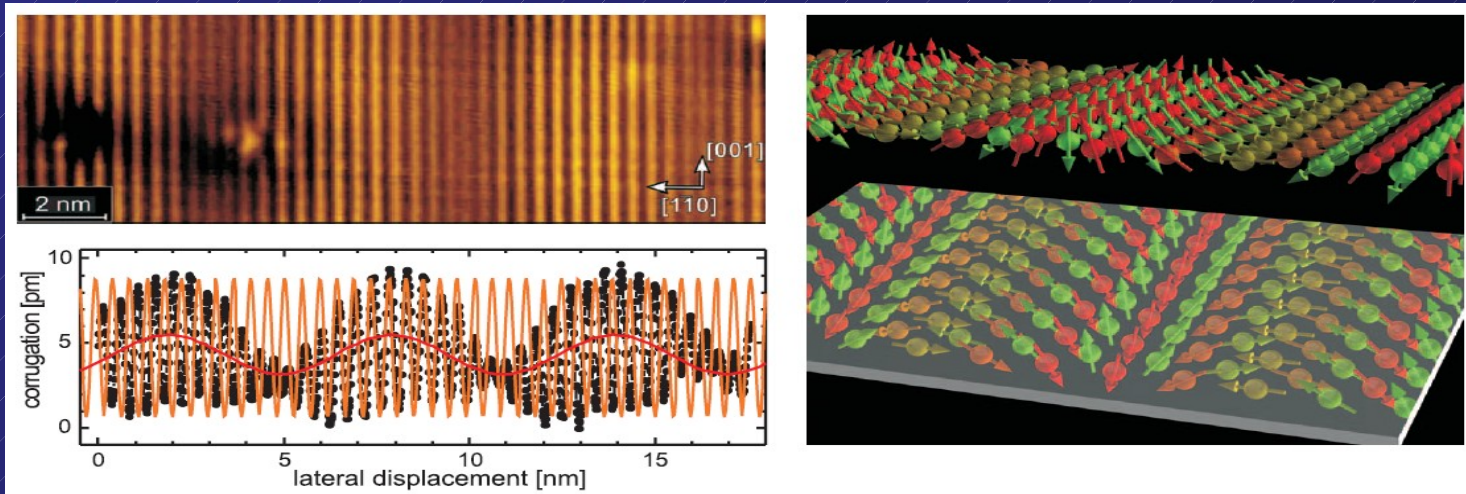 2 nm
[001]
[110]
corrugation [pm]
10
5
0
0 5 10 15
lateral displacement [nm]